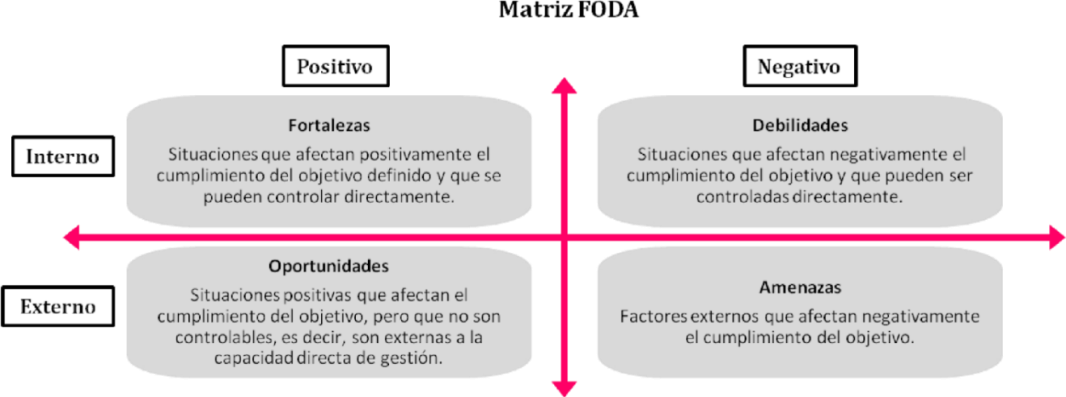 Matriz FODA
Positivo
Negativo
Interno
Fortalezas
Situaciones que afectan positivamente el
cumplimiento del objetivo definido y que se
pueden controlar directamente.
Debilidades
Situaciones que afectan negativamente el
cumplimiento del objetivo y que pueden ser
controladas directamente.
Externo
Oportunidades
Situaciones positivas que afectan el
cumplimiento del objetivo, pero que no son
controlables, es decir, son externas a la
capacidad directa de gestión.
Amenazas
Factores externos que afectan negativamente
el cumplimiento del objetivo.